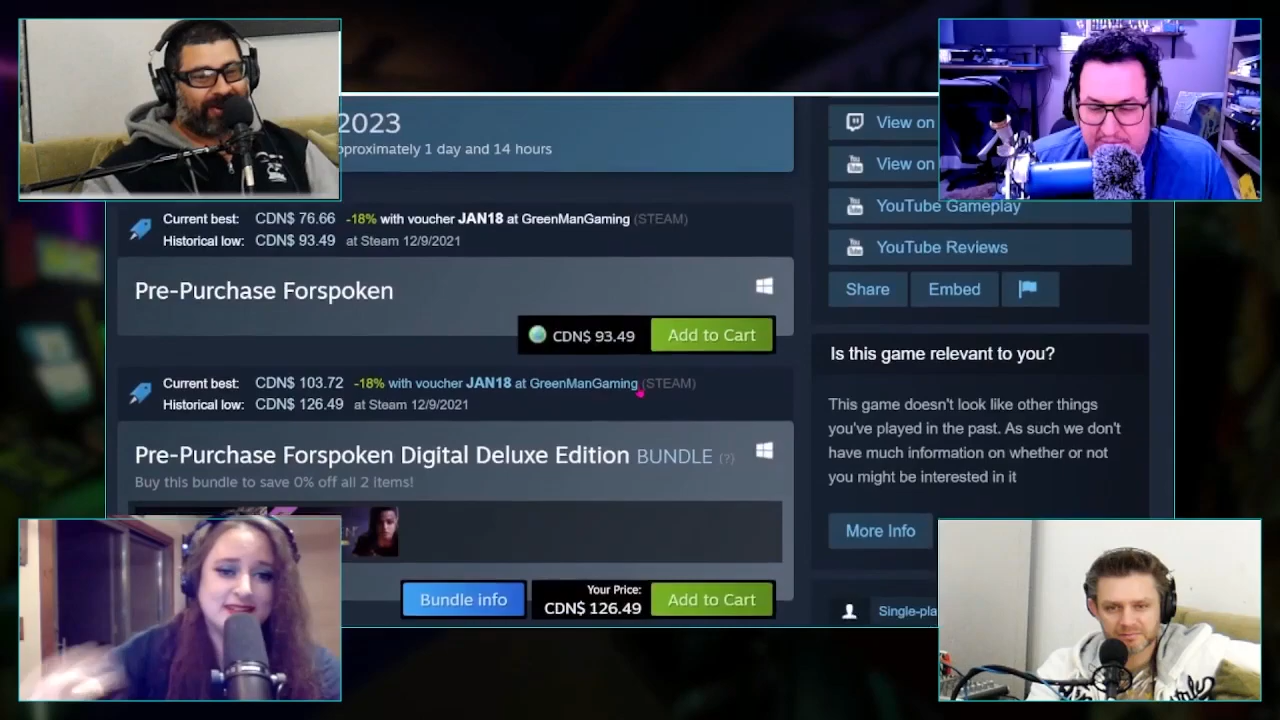 2023
pproximately 1 day and 14 hours
Current best: CDN$ 76.66 -18% with voucher JAN18 at GreenManGaming (STEAM)
Historical low: CDN$ 93.49 at Steam 12/9/2021
Pre-Purchase Forspoken
CDN$ 93.49
Add to Cart
Current best: CDN$ 103.72 -18% with voucher JAN18 at GreenManGaming (STEAM)
Historical low: CDN$ 126.49 at Steam 12/9/2021
Pre-Purchase Forspoken Digital Deluxe Edition BUNDLE (?)
Buy this bundle to save 0% off all 2 items!
Bundle info
Your Price:
CDN$ 126.49
Add to Cart
View on
View on
YouTube Gameplay
YouTube Reviews
Share
Embed
Is this game relevant to you?
This game doesn't look like other things
you've played in the past. As such we don't
have much information on whether or not
you might be interested in it
More Info
Single-pla